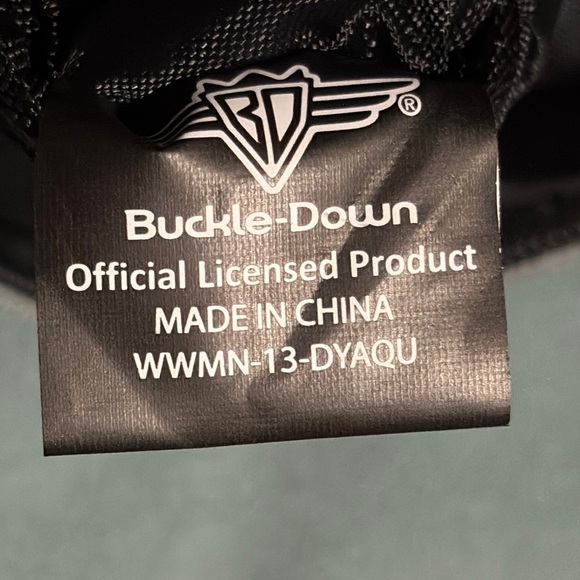 BD®
Buckle-Down
Official Licensed Product
MADE IN CHINA
WWMN-13-DYAQU